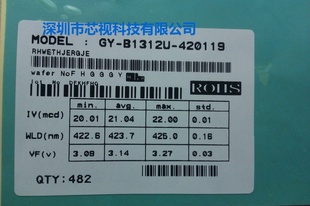 深圳市芯视科技有限公司
MODEL : GY-B1312U-420119
RHWETHJERGJE
wafer No
ROHS
min. avg. max. std.
IV(mcd) 20.01 21.04 22.00 0.01
WLD(nm) 422.6 423.7 425.0 0.16
VF(v) 3.08 3.14 3.27 0.03
QTY:482